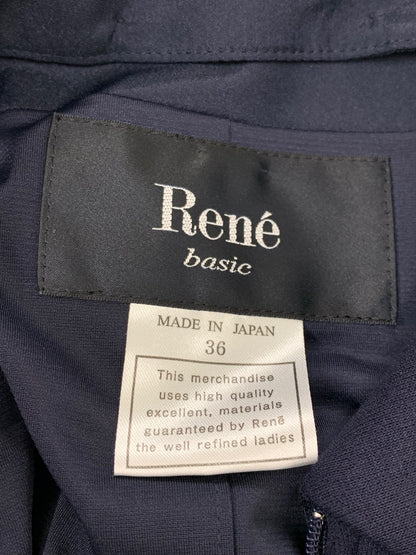 René
basic
MADE IN JAPAN
36
This merchandise
uses high quality
excellent, materials
guaranteed by René
the well refined ladies